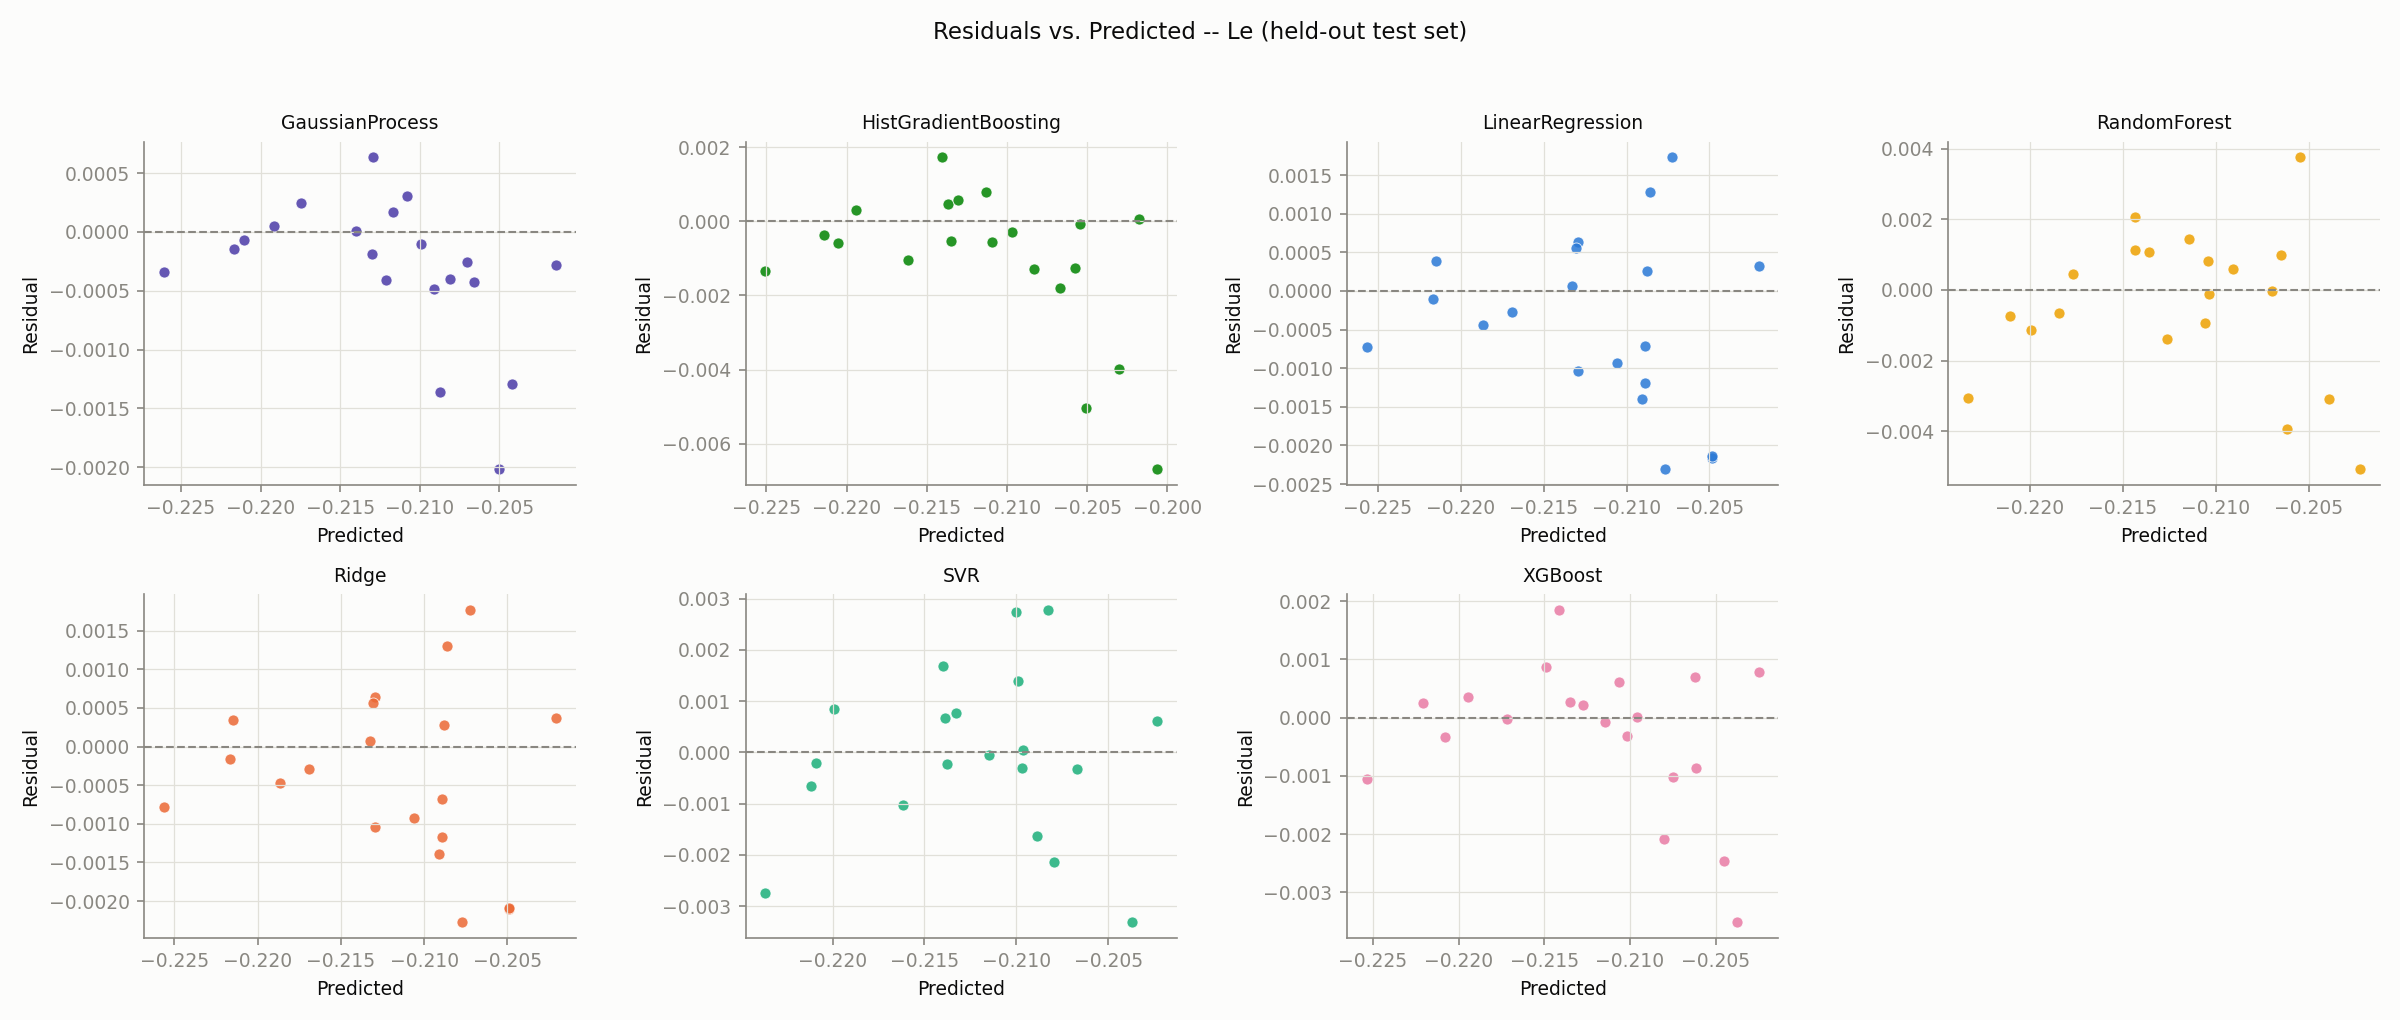 Residuals vs. Predicted -- Le (held-out test set)
GaussianProcess
0.0005
0.0000
−0.0005
−0.0010
−0.0015
−0.0020
Residual
−0.225 −0.220 −0.215 −0.210 −0.205
Predicted
HistGradientBoosting
0.002
0.000
−0.002
−0.004
−0.006
Residual
−0.225 −0.220 −0.215 −0.210 −0.205 −0.200
Predicted
LinearRegression
0.0015
0.0010
0.0005
0.0000
−0.0005
−0.0010
−0.0015
−0.0020
−0.0025
Residual
−0.225 −0.220 −0.215 −0.210 −0.205
Predicted
RandomForest
0.004
0.002
0.000
−0.002
−0.004
Residual
−0.220 −0.215 −0.210 −0.205
Predicted
Ridge
0.0015
0.0010
0.0005
0.0000
−0.0005
−0.0010
−0.0015
−0.0020
Residual
−0.225 −0.220 −0.215 −0.210 −0.205
Predicted
SVR
0.003
0.002
0.001
0.000
−0.001
−0.002
−0.003
Residual
−0.220 −0.215 −0.210 −0.205
Predicted
XGBoost
0.002
0.001
0.000
−0.001
−0.002
−0.003
Residual
−0.225 −0.220 −0.215 −0.210 −0.205
Predicted